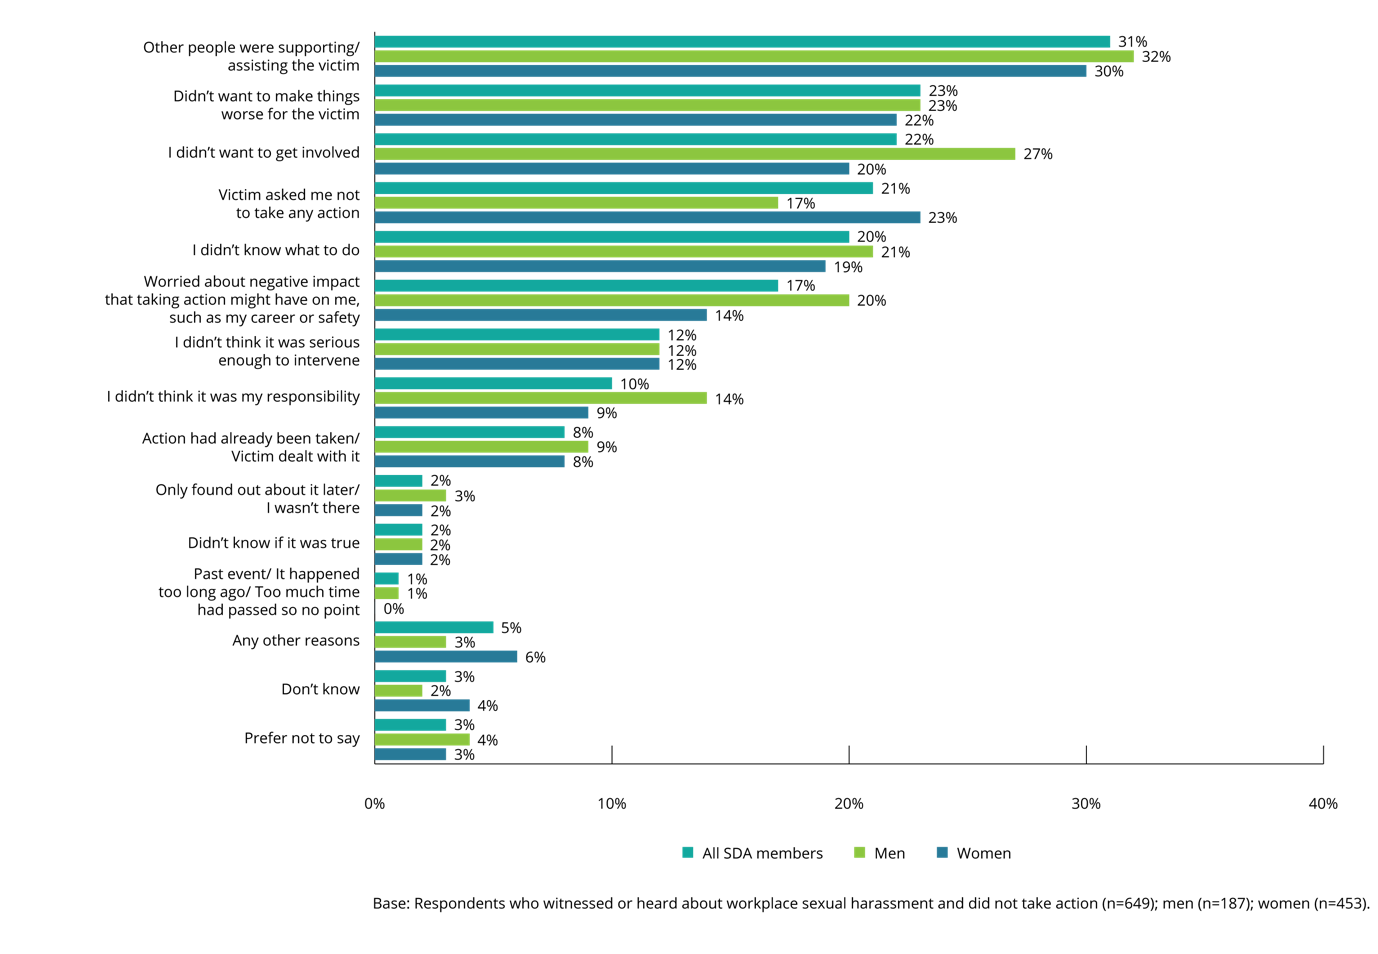 Other people were supporting/
assisting the victim
31%
32%
30%
Didn’t want to make things
worse for the victim
23%
23%
22%
I didn’t want to get involved
22%
27%
20%
Victim asked me not
to take any action
21%
17%
23%
I didn’t know what to do
20%
21%
19%
Worried about negative impact
that taking action might have on me,
such as my career or safety
17%
20%
14%
I didn’t think it was serious
enough to intervene
12%
12%
12%
I didn’t think it was my responsibility
10%
14%
9%
Action had already been taken/
Victim dealt with it
8%
9%
8%
Only found out about it later/
I wasn’t there
2%
3%
2%
Didn’t know if it was true
2%
2%
2%
Past event/ It happened
too long ago/ Too much time
had passed so no point
1%
1%
0%
Any other reasons
5%
3%
6%
Don’t know
3%
2%
4%
Prefer not to say
3%
4%
3%
0% 10% 20% 30% 40%
All SDA members Men Women
Base: Respondents who witnessed or heard about workplace sexual harassment and did not take action (n=649); men (n=187); women (n=453).